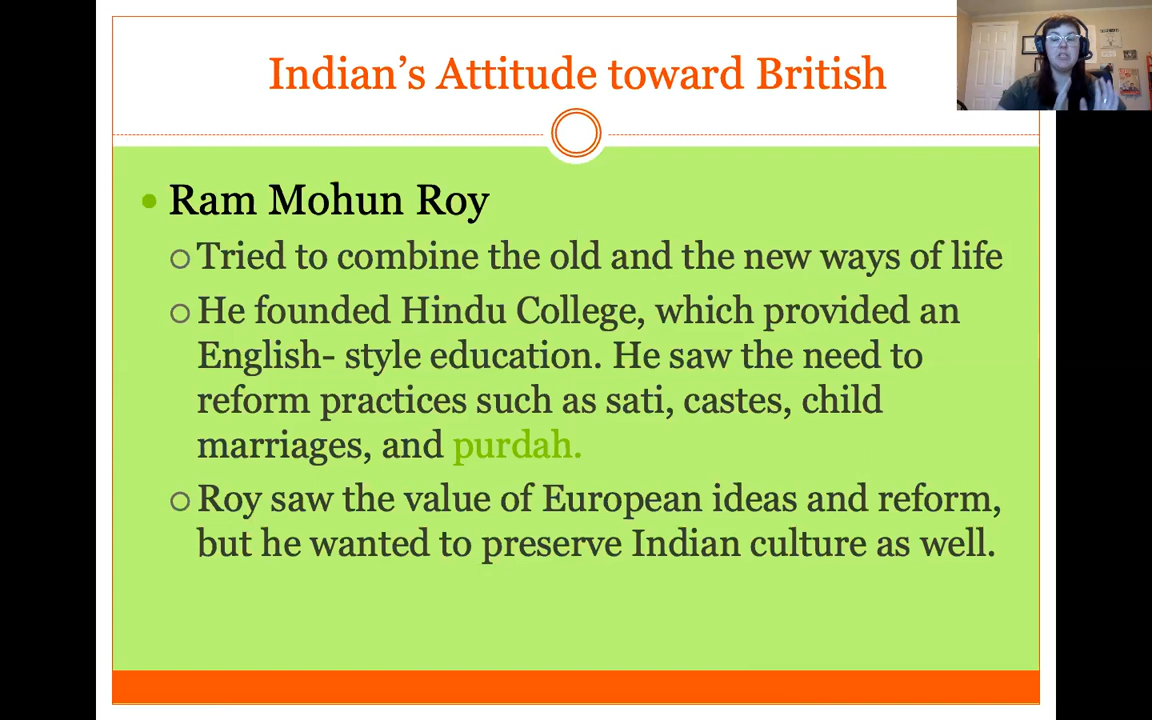 Indian's Attitude toward British
Ram Mohun Roy
Tried to combine the old and the new ways of life
He founded Hindu College, which provided an
English- style education. He saw the need to
reform practices such as sati, castes, child
marriages, and purdah.
Roy saw the value of European ideas and reform,
but he wanted to preserve Indian culture as well.